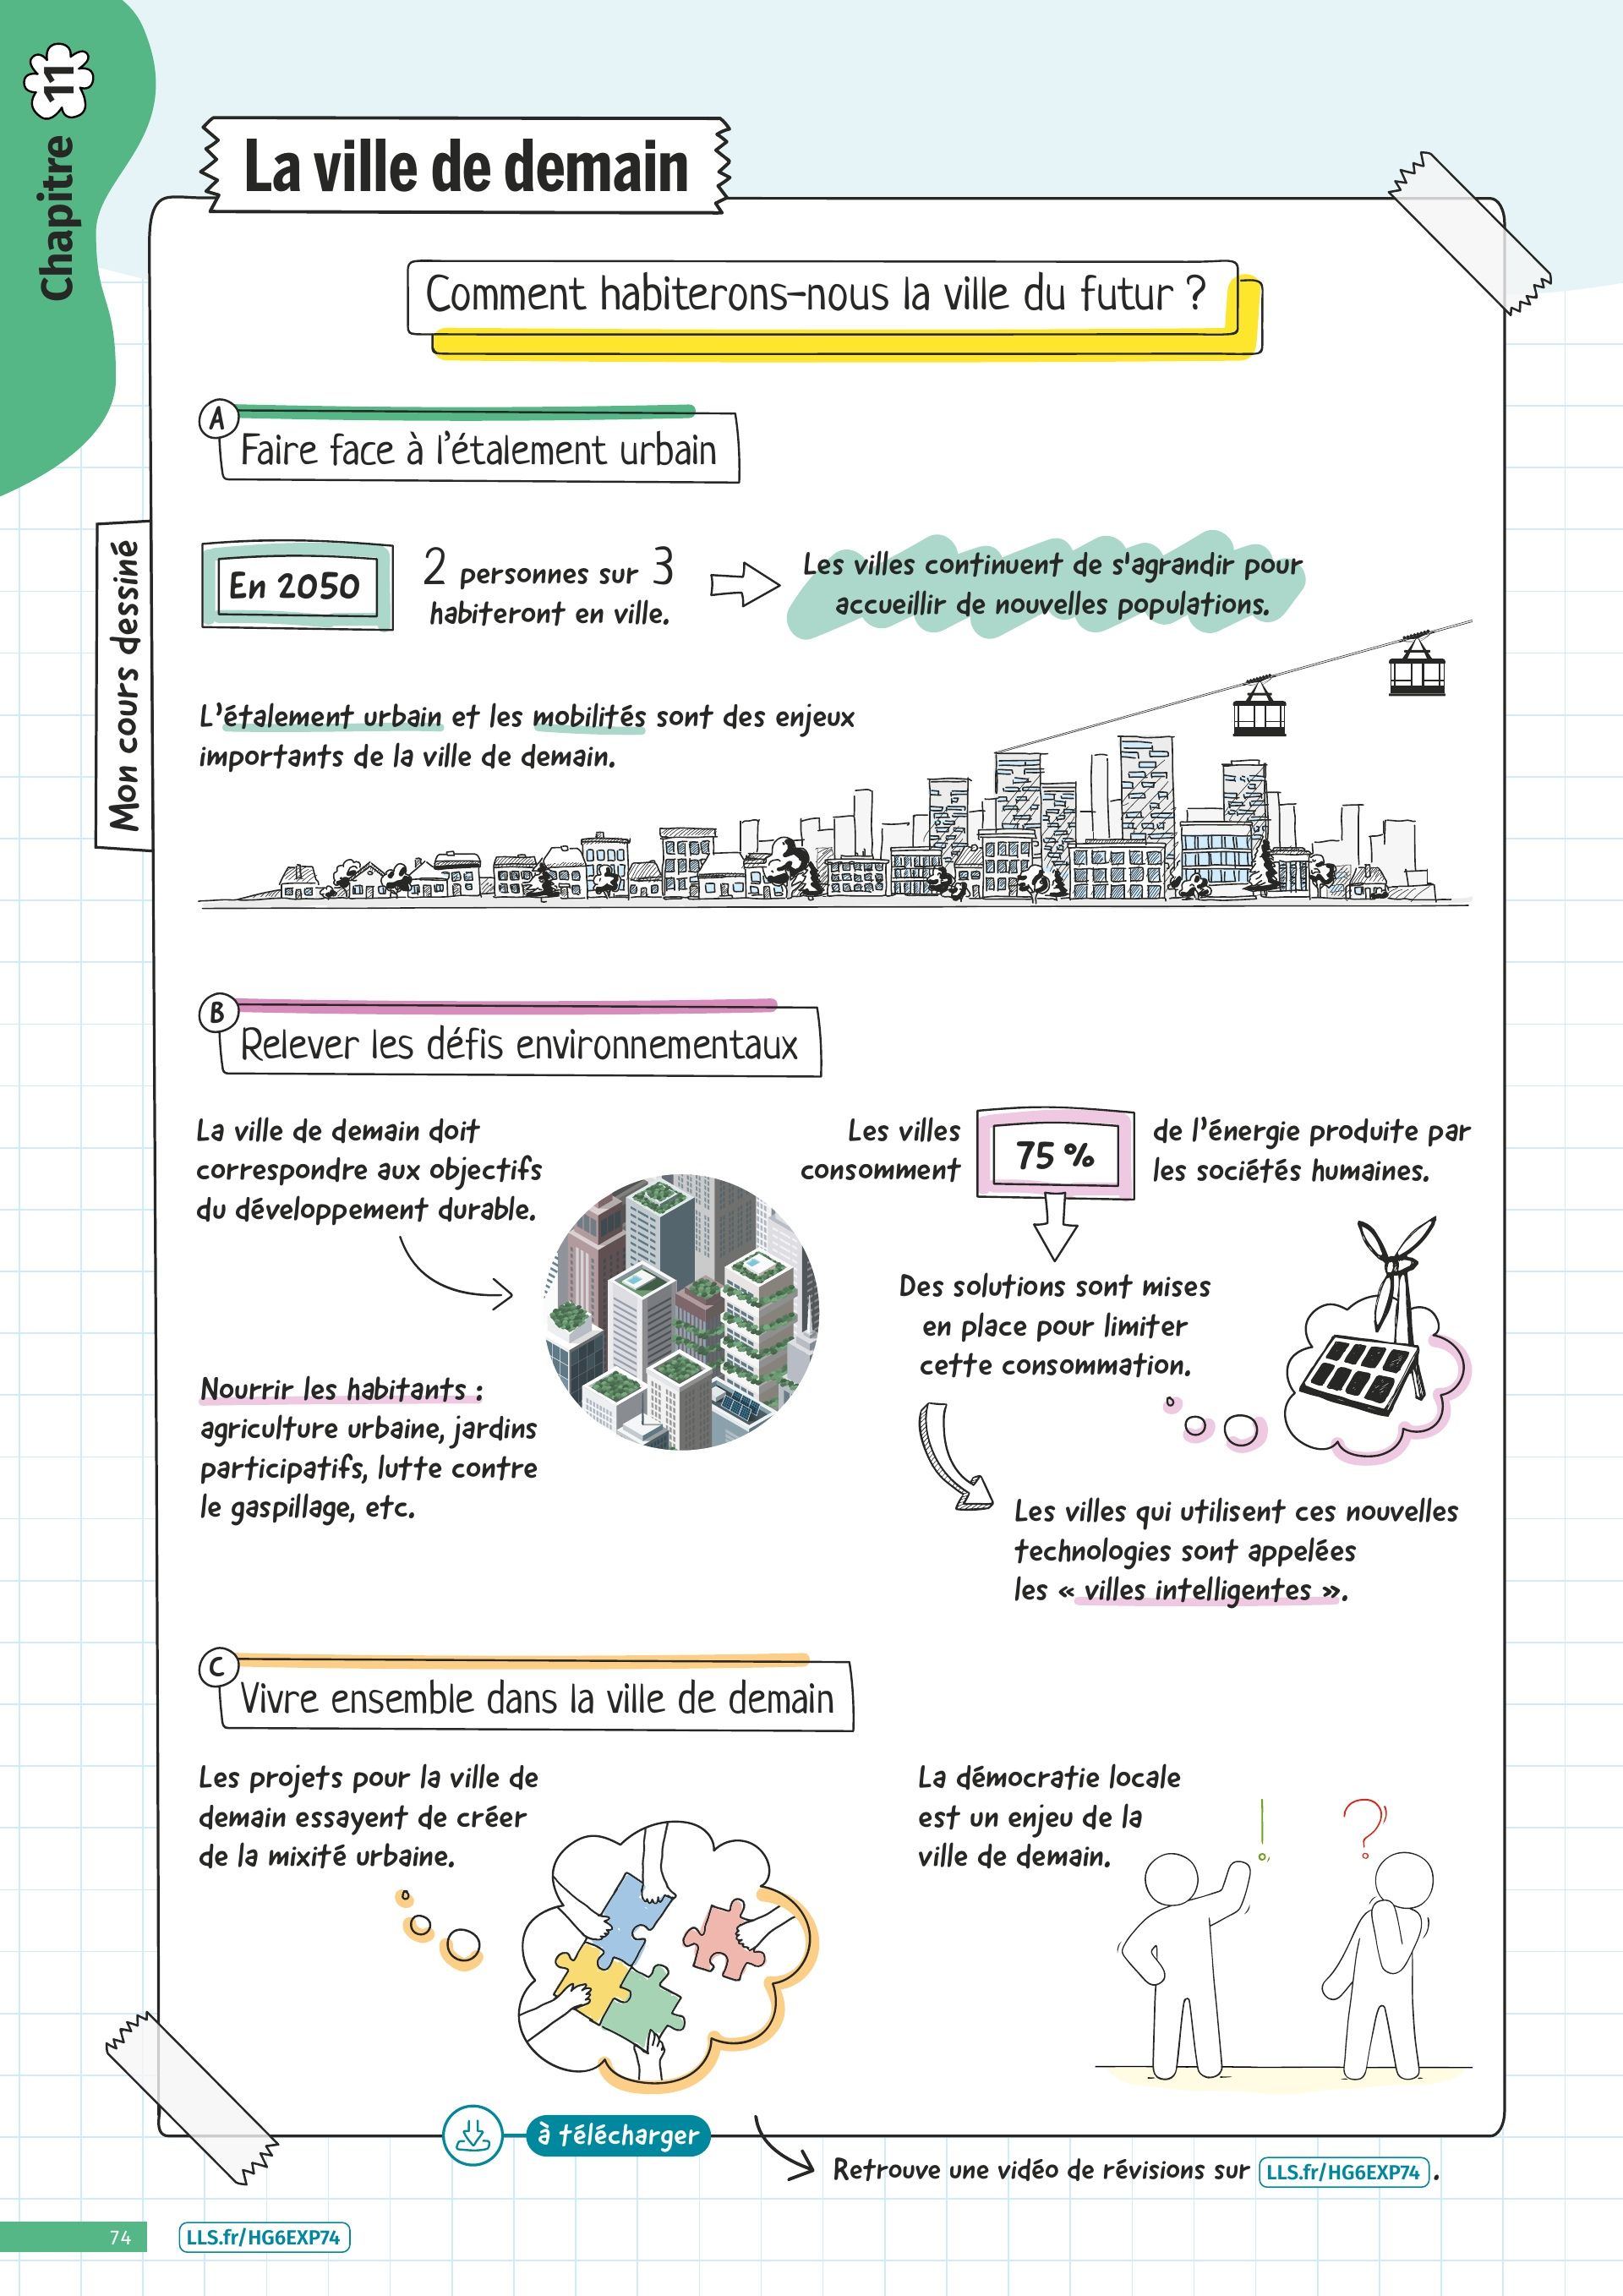 Chapitre 11
La ville de demain
Comment habiterons-nous la ville du futur ?
Mon cours dessiné
A
Faire face à l'étalement urbain
En 2050
2 personnes sur 3
habiteront en ville.
Les villes continuent de s'agrandir pour
accueillir de nouvelles populations.
L'étalement urbain et les mobilités sont des enjeux
importants de la ville de demain.
B
Relever les défis environnementaux
La ville de demain doit
correspondre aux objectifs
du développement durable.
Nourrir les habitants :
agriculture urbaine, jardins
participatifs, lutte contre
le gaspillage, etc.
Les villes
consomment
75 %
de l'énergie produite par
les sociétés humaines.
Des solutions sont mises
en place pour limiter
cette consommation.
Les villes qui utilisent ces nouvelles
technologies sont appelées
les « villes intelligentes ».
C
Vivre ensemble dans la ville de demain
Les projets pour la ville de
demain essayent de créer
de la mixité urbaine.
La démocratie locale
est un enjeu de la
ville de demain.
!
?
à télécharger
Retrouve une vidéo de révisions sur LLS.fr/HG6EXP74 .
74
LLS.fr/HG6EXP74